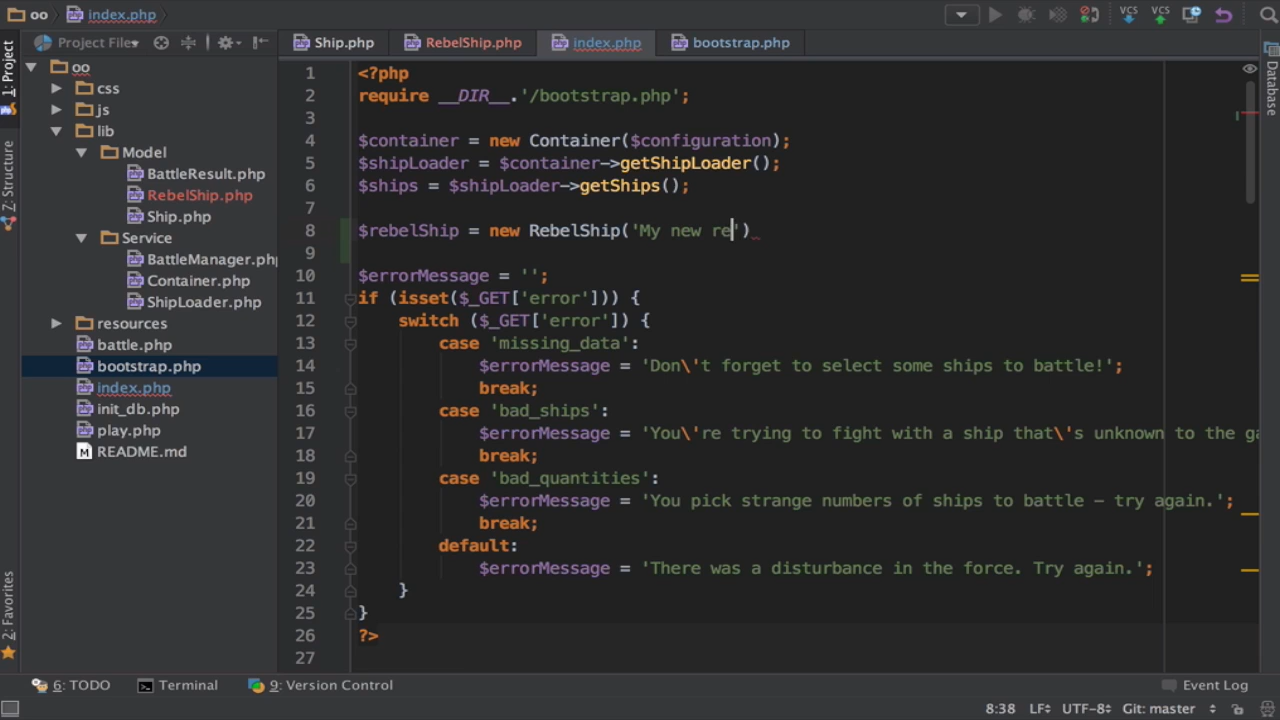 oo index.php
Project Files
Ship.php RebelShip.php index.php bootstrap.php
1: Project
7: Structure
2: Favorites
Database
oo
css
js
lib
Model
BattleResult.php
RebelShip.php
Ship.php
Service
BattleManager.php
Container.php
ShipLoader.php
resources
battle.php
bootstrap.php
index.php
init_db.php
play.php
README.md
VCS VCS
1 <?php
2 require __DIR__.'/bootstrap.php';
3
4 $container = new Container($configuration);
5 $shipLoader = $container->getShipLoader();
6 $ships = $shipLoader->getShips();
7
8 $rebelShip = new RebelShip('My new re')
9
10 $errorMessage = '';
11 if (isset($_GET['error'])) {
12 switch ($_GET['error']) {
13 case 'missing_data':
14 $errorMessage = 'Don\'t forget to select some ships to battle!';
15 break;
16 case 'bad_ships':
17 $errorMessage = 'You\'re trying to fight with a ship that\'s unknown to the ga
18 break;
19 case 'bad_quantities':
20 $errorMessage = 'You pick strange numbers of ships to battle - try again.';
21 break;
22 default:
23 $errorMessage = 'There was a disturbance in the force. Try again.';
24 }
25 }
26 ?>
27
6: TODO Terminal 9: Version Control Event Log
8:38 LF UTF-8 Git: master